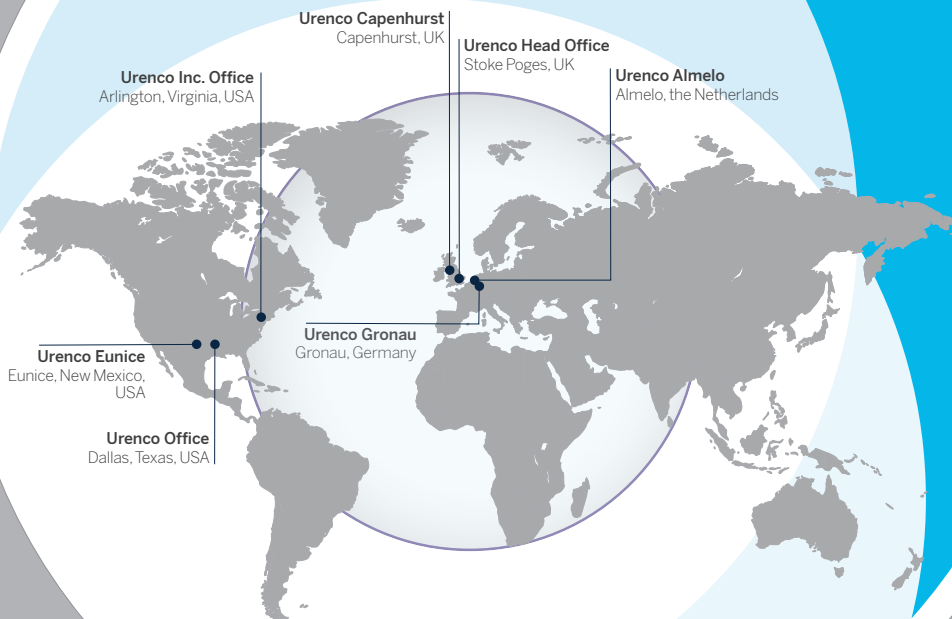 Urenco Capenhurst
Capenhurst, UK
Urenco Head Office
Stoke Poges, UK
Urenco Inc. Office
Arlington, Virginia, USA
Urenco Almelo
Almelo, the Netherlands
Urenco Gronau
Gronau, Germany
Urenco Eunice
Eunice, New Mexico,
USA
Urenco Office
Dallas, Texas, USA